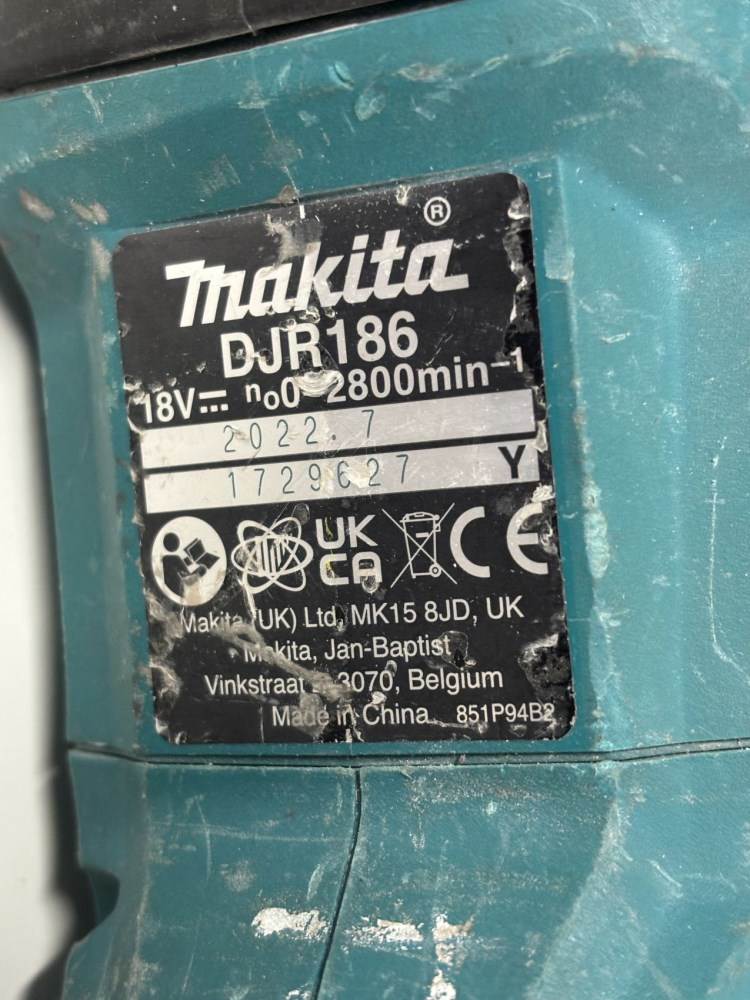 makita®
DJR186
18V⎓ n₀0-2800min⁻¹
2022.7
1729627 Y
UK
CA CE
Makita (UK) Ltd, MK15 8JD, UK
Makita, Jan-Baptist
Vinkstraat 3070, Belgium
Made in China 851P94B2